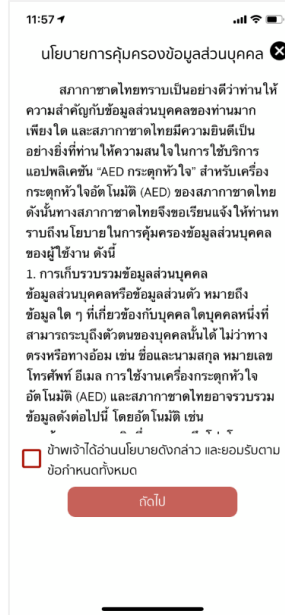 11:57
นโยบายการคุ้มครองข้อมูลส่วนบุคคล
สภากาชาดไทยทราบเป็นอย่างดีว่าท่านให้
ความสำคัญกับข้อมูลส่วนบุคคลของท่านมาก
เพียงใด และสภากาชาดไทยมีความยินดีเป็น
อย่างยิ่งที่ท่านให้ความสนใจในการใช้บริการ
แอปพลิเคชัน “AED กระตุกหัวใจ” สำหรับเครื่อง
กระตุกหัวใจอัตโนมัติ (AED) ของสภากาชาดไทย
ดังนั้นทางสภากาชาดไทยจึงขอเรียนแจ้งให้ท่านท
ราบถึงนโยบายในการคุ้มครองข้อมูลส่วนบุคคล
ของผู้ใช้งาน ดังนี้
1. การเก็บรวบรวมข้อมูลส่วนบุคคล
ข้อมูลส่วนบุคคลหรือข้อมูลส่วนตัว หมายถึง
ข้อมูลใด ๆ ที่เกี่ยวข้องกับบุคคลใดบุคคลหนึ่งที่
สามารถระบุถึงตัวตนของบุคคลนั้นได้ ไม่ว่าทาง
ตรงหรือทางอ้อม เช่น ชื่อและนามสกุล หมายเลข
โทรศัพท์ อีเมล การใช้งานเครื่องกระตุกหัวใจ
อัตโนมัติ (AED) และสภากาชาดไทยอาจรวบรวม
ข้อมูลดังต่อไปนี้ โดยอัตโนมัติ เช่น
ข้าพเจ้าได้อ่านนโยบายดังกล่าว และยอมรับตาม
ข้อกำหนดทั้งหมด
ถัดไป